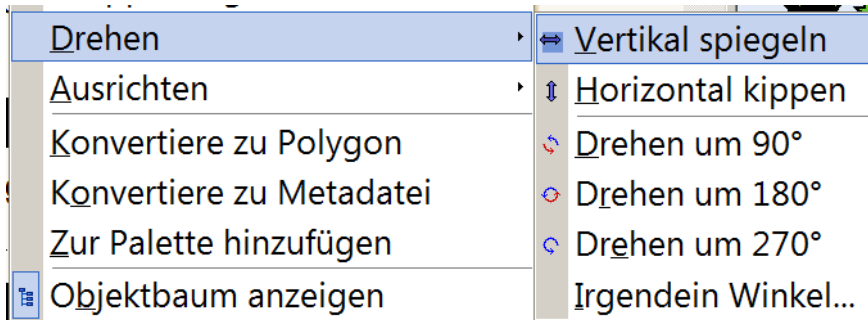 Drehen
Ausrichten
Konvertiere zu Polygon
Konvertiere zu Metadatei
Zur Palette hinzufügen
Objektbaum anzeigen
Vertikal spiegeln
Horizontal kippen
Drehen um 90°
Drehen um 180°
Drehen um 270°
Irgendein Winkel...